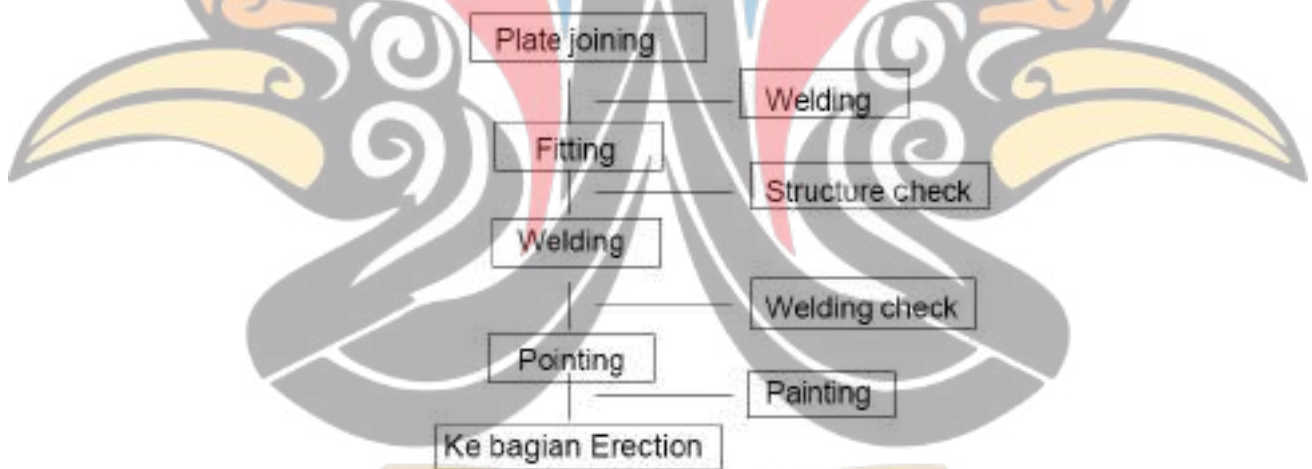 Plate joining
Welding
Fitting
Structure check
Welding
Welding check
Pointing
Painting
Ke bagian Erection